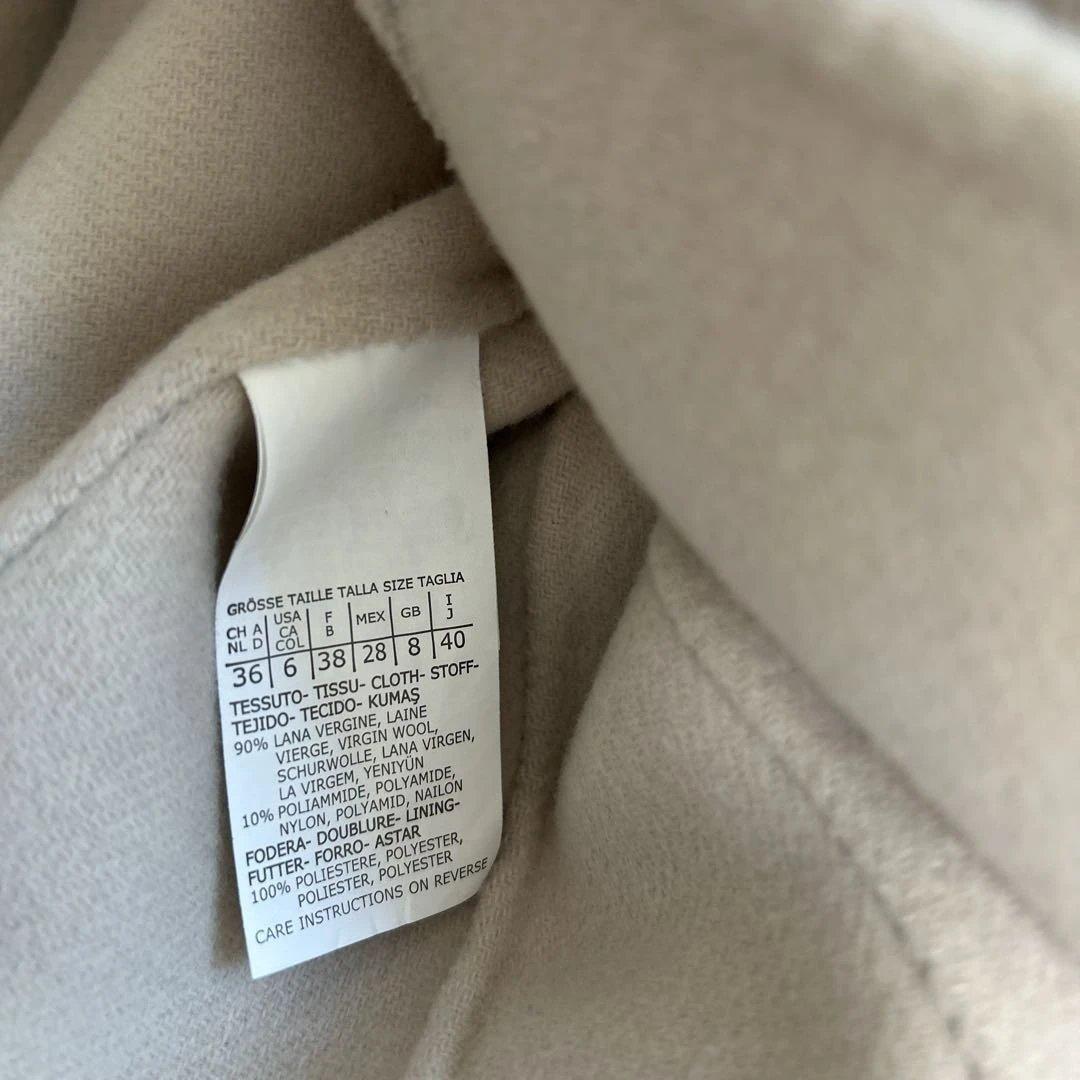 GRÖSSE TAILLE TALLA SIZE TAGLIA
CH A NL D USA CA COL F B MEX GB I J
36 6 38 28 8 40
TESSUTO- TISSU- CLOTH- STOFF-
TEJIDO- TECIDO- KUMAŞ
90% LANA VERGINE, LAINE
VIERGE, VIRGIN WOOL,
SCHURWOLLE, LANA VIRGEN,
LA VIRGEM, YENIYÜN
10% POLIAMMIDE, POLYAMIDE,
NYLON, POLYAMID, NAILON
FODERA- DOUBLURE- LINING-
FUTTER- FORRO- ASTAR
100% POLIESTERE, POLYESTER,
POLIESTER, POLYESTER
CARE INSTRUCTIONS ON REVERSE